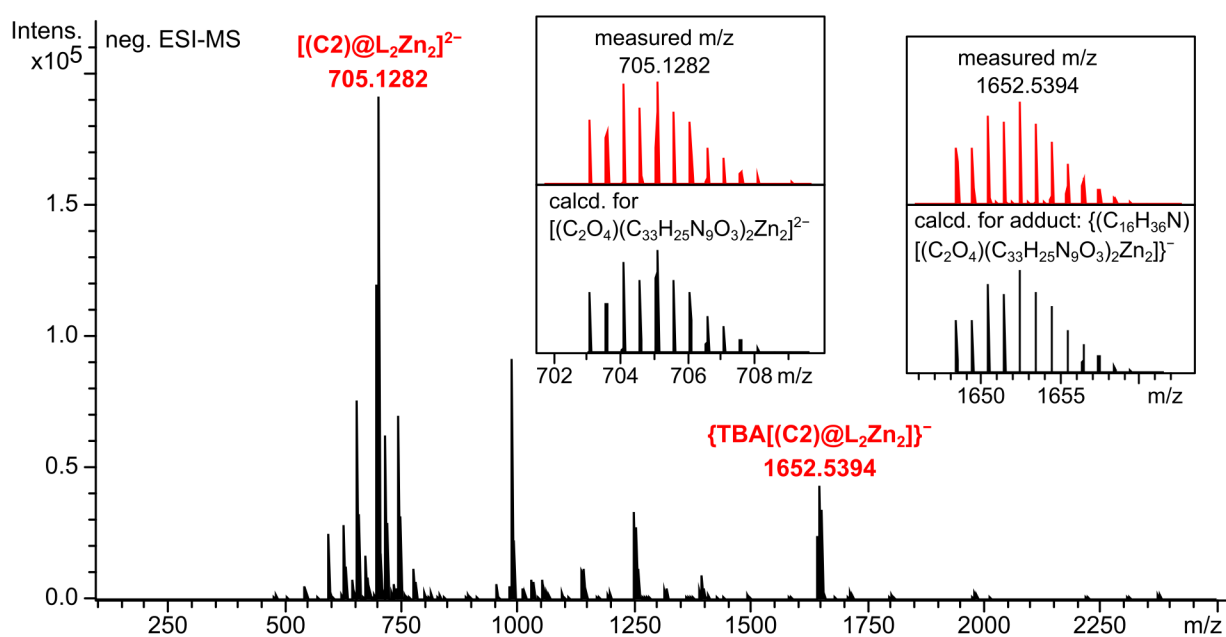 Intens.
x10⁵
neg. ESI-MS
[(C2)@L₂Zn₂]²⁻
705.1282
measured m/z
705.1282
calcd. for
[(C₂O₄)(C₃₃H₂₅N₉O₃)₂Zn₂]²⁻
702 704 706 708 m/z
measured m/z
1652.5394
calcd. for adduct: {(C₁₆H₃₆N)
[(C₂O₄)(C₃₃H₂₅N₉O₃)₂Zn₂]}⁻
1650 1655 m/z
{TBA[(C2)@L₂Zn₂]}⁻
1652.5394
1.5
1.0
0.5
0.0
250 500 750 1000 1250 1500 1750 2000 2250 m/z